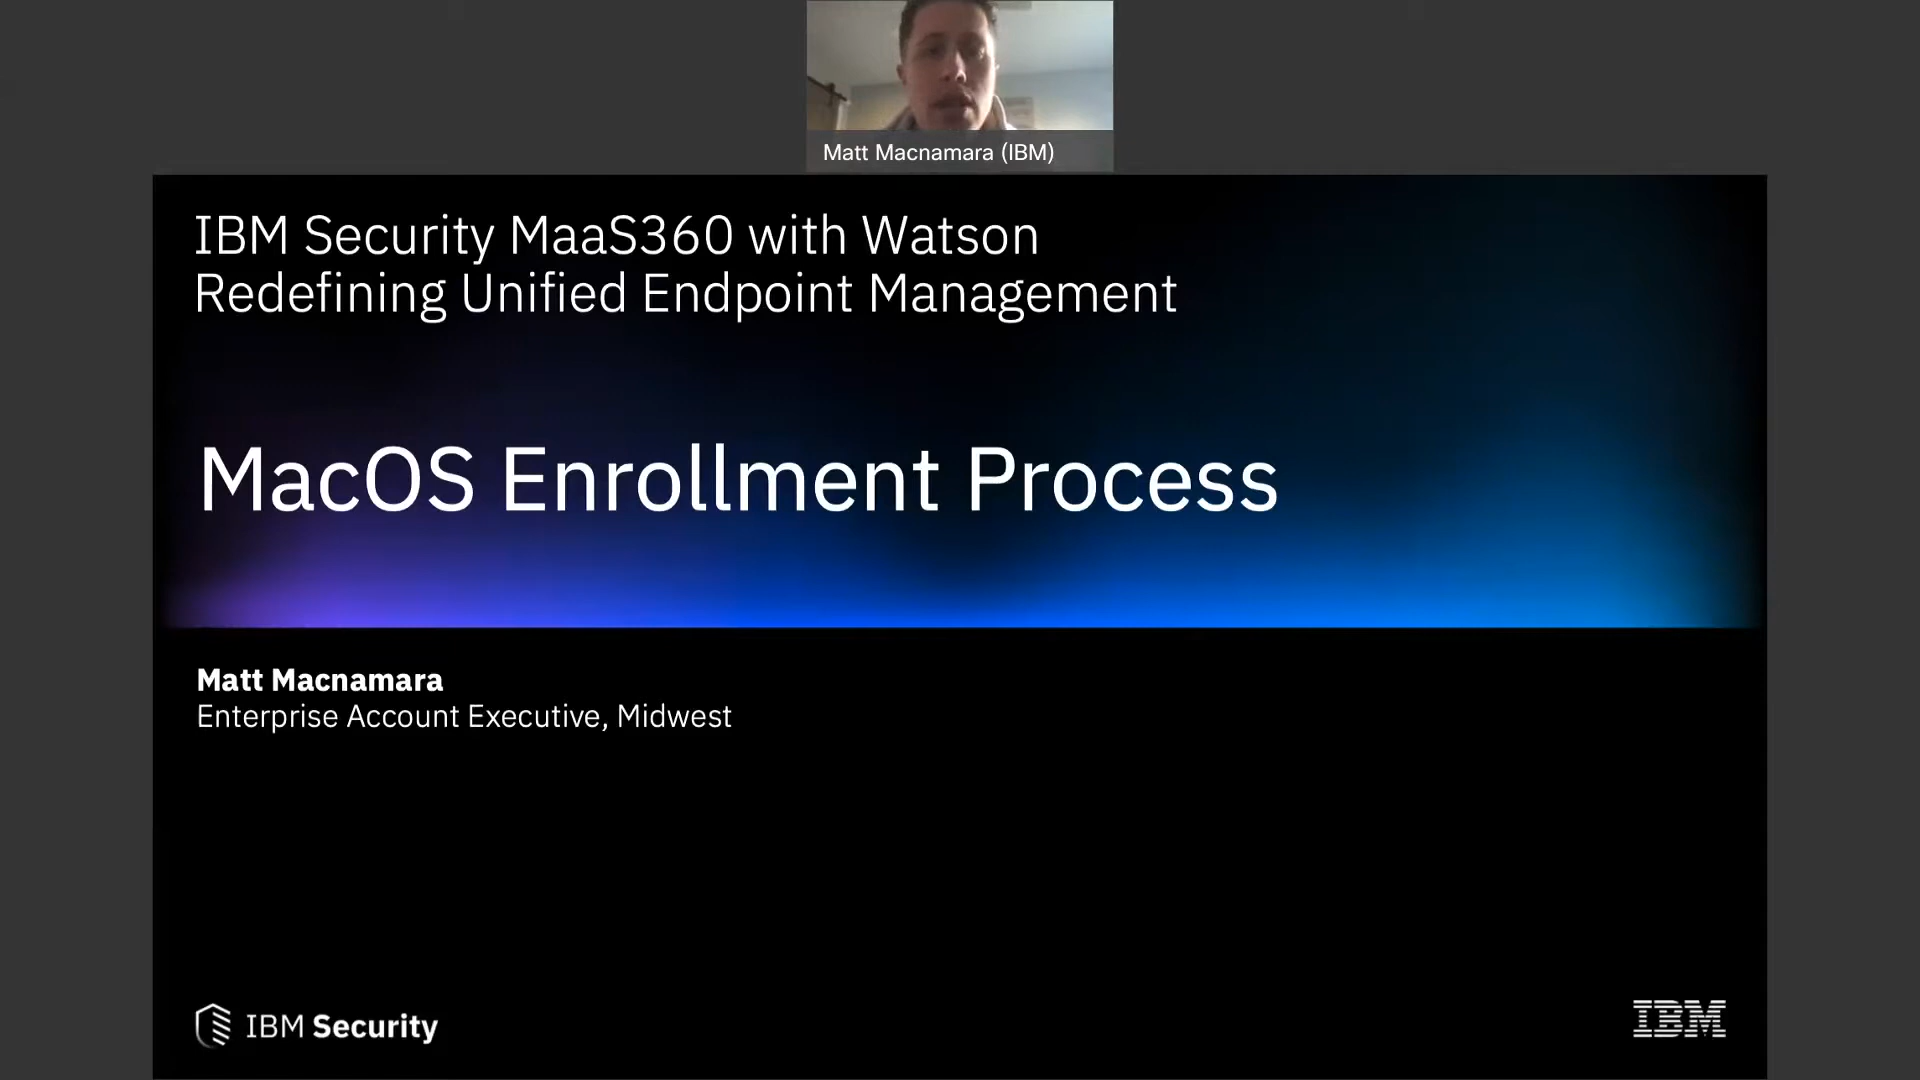 Matt Macnamara (IBM)
IBM Security MaaS360 with Watson
Redefining Unified Endpoint Management
MacOS Enrollment Process
Matt Macnamara
Enterprise Account Executive, Midwest
IBM Security
IBM